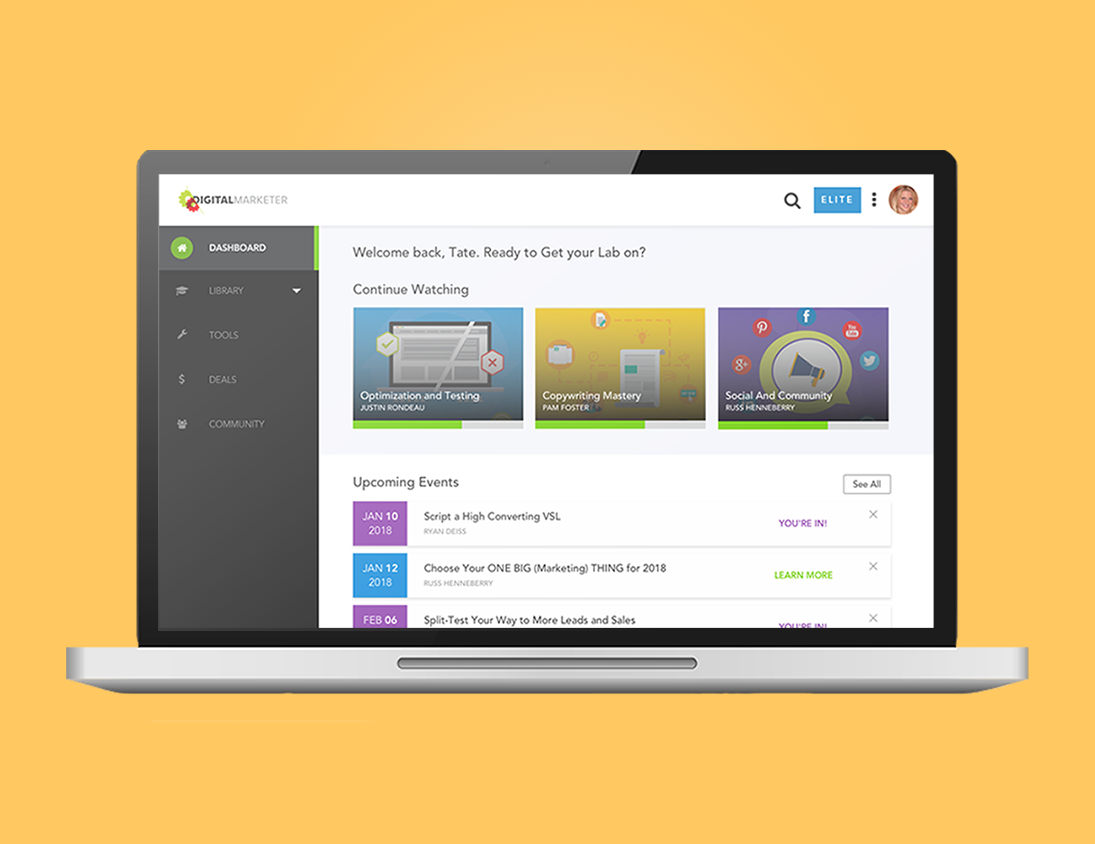 DIGITALMARKETER
ELITE
DASHBOARD
LIBRARY
TOOLS
DEALS
COMMUNITY
Welcome back, Tate. Ready to Get your Lab on?
Continue Watching
Optimization and Testing
JUSTIN RONDEAU
Copywriting Mastery
PAM FOSTER
Social And Community
RUSS HENNEBERRY
Upcoming Events
See All
JAN 10
2018
Script a High Converting VSL
RYAN DEISS
YOU'RE IN!
JAN 12
2018
Choose Your ONE BIG (Marketing) THING for 2018
RUSS HENNEBERRY
LEARN MORE
FEB 06
Split-Test Your Way to More Leads and Sales
YOU'RE IN!